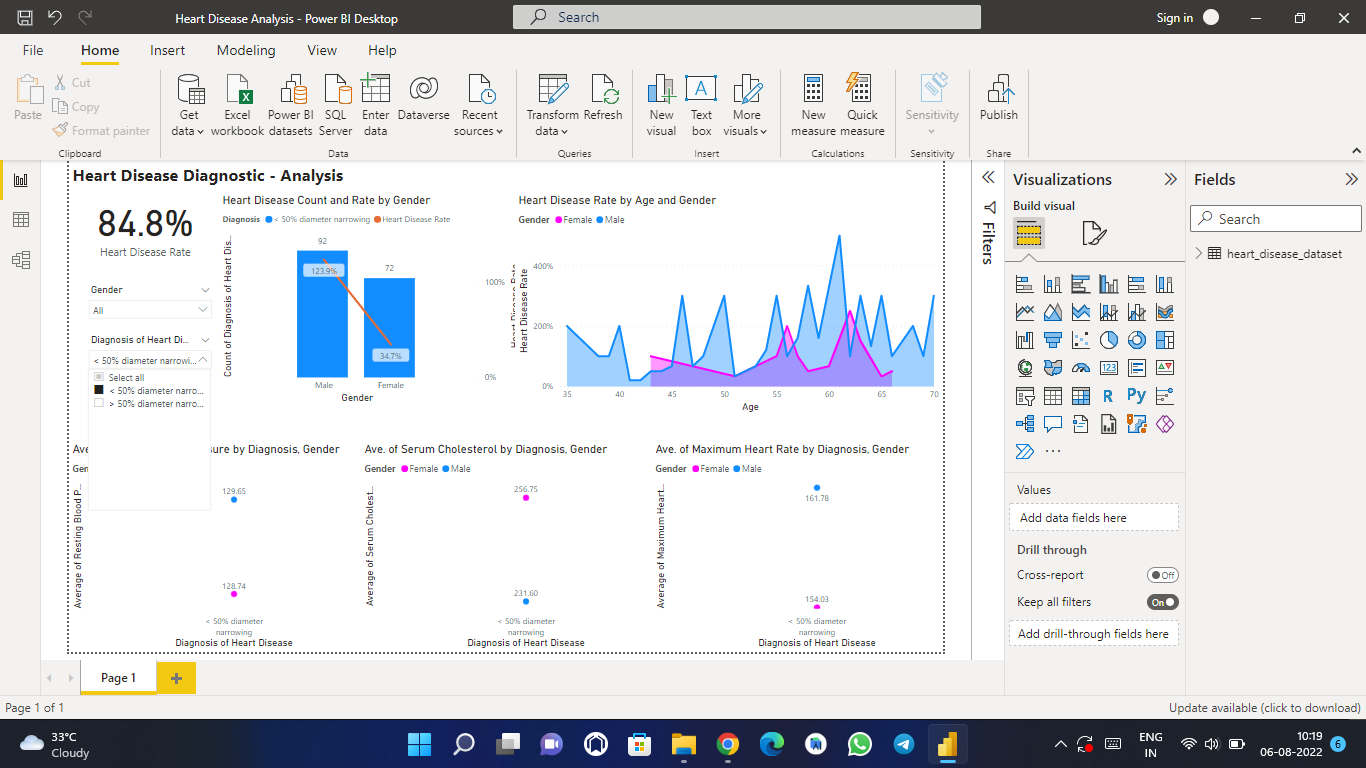 Heart Disease Analysis - Power BI Desktop
Search
Sign in
File Home Insert Modeling View Help
Paste
Cut
Copy
Format painter
Clipboard
Get data
Excel workbook
Power BI datasets
SQL Server
Enter data
Dataverse
Recent sources
Data
Transform data
Refresh
Queries
New visual
Text box
More visuals
Insert
New measure
Quick measure
Calculations
Sensitivity
Sensitivity
Publish
Share
Heart Disease Diagnostic - Analysis
84.8%
Heart Disease Rate
Gender
All
Diagnosis of Heart Di...
< 50% diameter narrowi...
Select all
< 50% diameter narro...
> 50% diameter narro...
Heart Disease Count and Rate by Gender
Diagnosis < 50% diameter narrowing Heart Disease Rate
Count of Diagnosis of Heart Dis...
92
123.9%
72
34.7%
100%
0%
Male Female
Gender
Heart Disease Rate
Heart Disease Rate by Age and Gender
Gender Female Male
Heart Disease Rate
400%
200%
0%
35 40 45 50 55 60 65 70
Age
Ave
sure by Diagnosis, Gender
Gen
Average of Resting Blood P...
129.65
128.74
< 50% diameter
narrowing
Diagnosis of Heart Disease
Ave. of Serum Cholesterol by Diagnosis, Gender
Gender Female Male
Average of Serum Cholest...
256.75
231.60
< 50% diameter
narrowing
Diagnosis of Heart Disease
Ave. of Maximum Heart Rate by Diagnosis, Gender
Gender Female Male
Average of Maximum Heart...
161.78
154.03
< 50% diameter
narrowing
Diagnosis of Heart Disease
Filters
Visualizations
Build visual
123
R
Py
Values
Add data fields here
Drill through
Cross-report
Off
Keep all filters
On
Add drill-through fields here
Fields
Search
heart_disease_dataset
Page 1
Page 1 of 1
Update available (click to download)
33°C
Cloudy
ENG
IN
10:19
06-08-2022
6